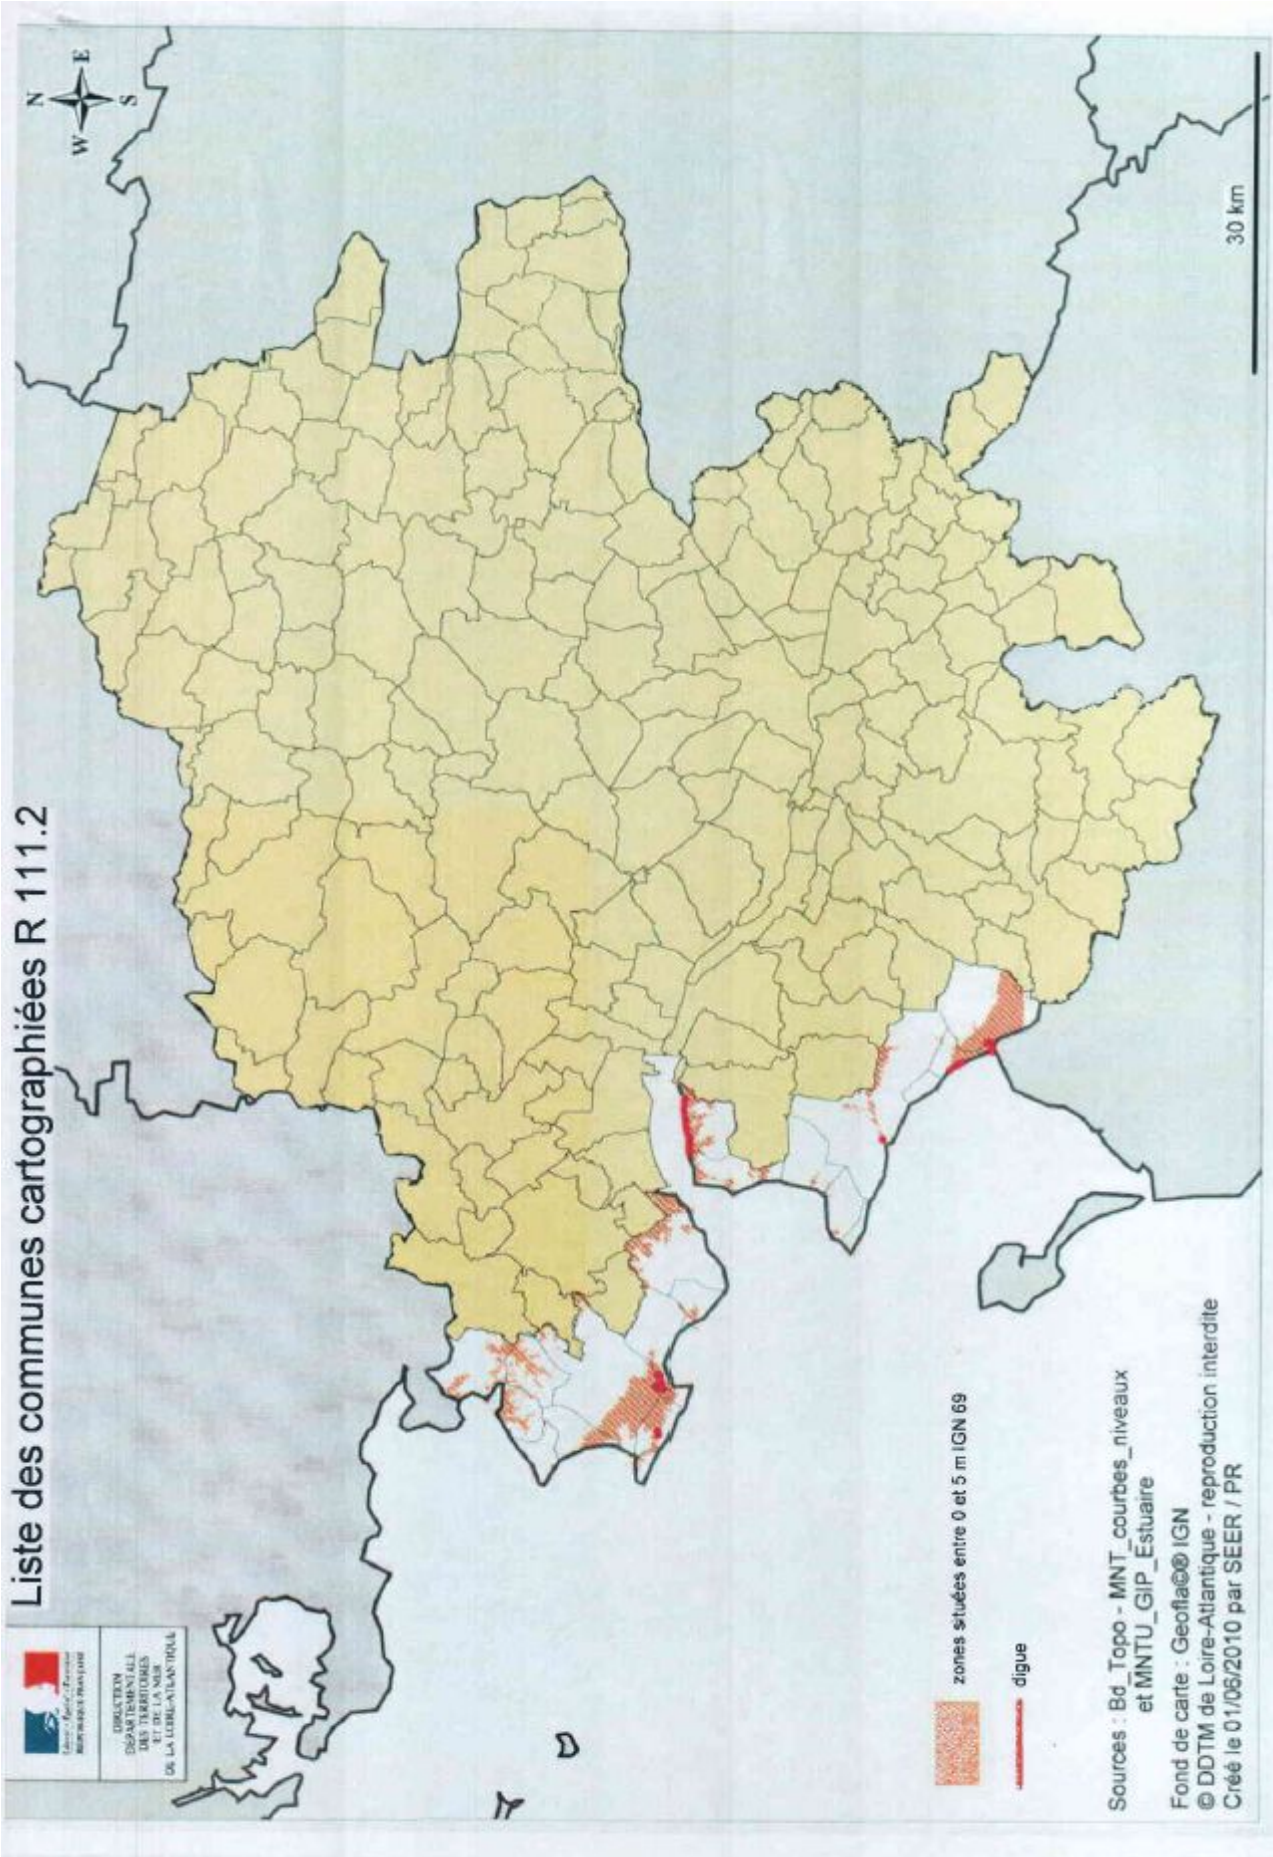 Liste des communes cartographiées R 111.2
N
W
E
S
RÉPUBLIQUE FRANÇAISE
DIRECTION
DÉPARTEMENTALE
DES TERRITOIRES
ET DE LA MER
DE LA LOIRE-ATLANTIQUE
zones situées entre 0 et 5 m IGN 69
digue
Sources : Bd_Topo - MNT_courbes_niveaux
et MNTU_GIP_Estuaire
Fond de carte : Geofla©® IGN
© DDTM de Loire-Atlantique - reproduction interdite
Créé le 01/06/2010 par SEER / PR
30 km